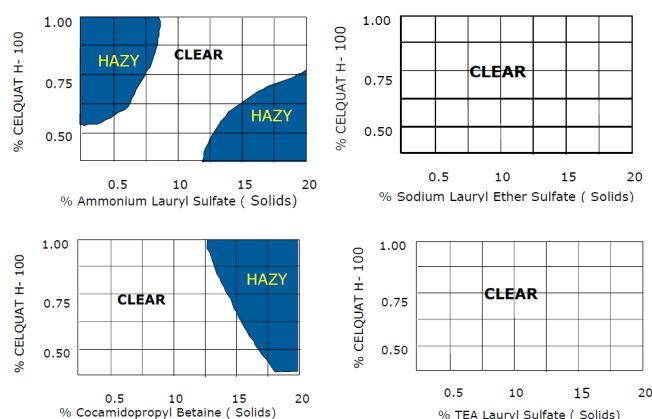 % CELQUAT H- 100
1.00
0.75
0.50
HAZY
CLEAR
HAZY
0.5 10 15 20
% Ammonium Lauryl Sulfate ( Solids)
% CELQUAT H- 100
1.00
0.75
0.50
CLEAR
0.5 10 15 20
% Sodium Lauryl Ether Sulfate ( Solids)
% CELQUAT H- 100
1.00
0.75
0.50
CLEAR
HAZY
0.5 10 15 20
% Cocamidopropyl Betaine ( Solids)
% CELQUAT H- 100
1.00
0.75
0.50
CLEAR
0.5 10 15 20
% TEA Lauryl Sulfate ( Solids)